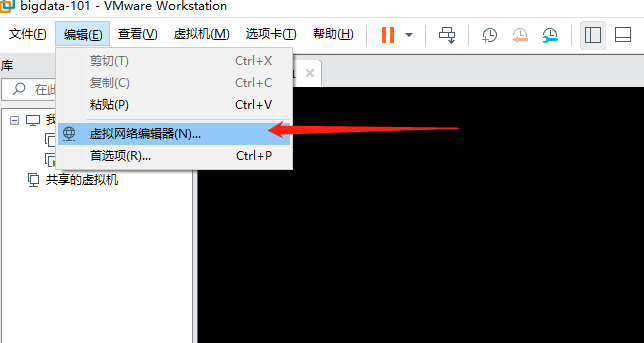 bigdata-101 - VMware Workstation
文件(F) 编辑(E) 查看(V) 虚拟机(M) 选项卡(T) 帮助(H)
库
剪切(T) Ctrl+X
复制(C) Ctrl+C
在此
粘贴(P) Ctrl+V
虚拟网络编辑器(N)...
首选项(R)... Ctrl+P
共享的虚拟机